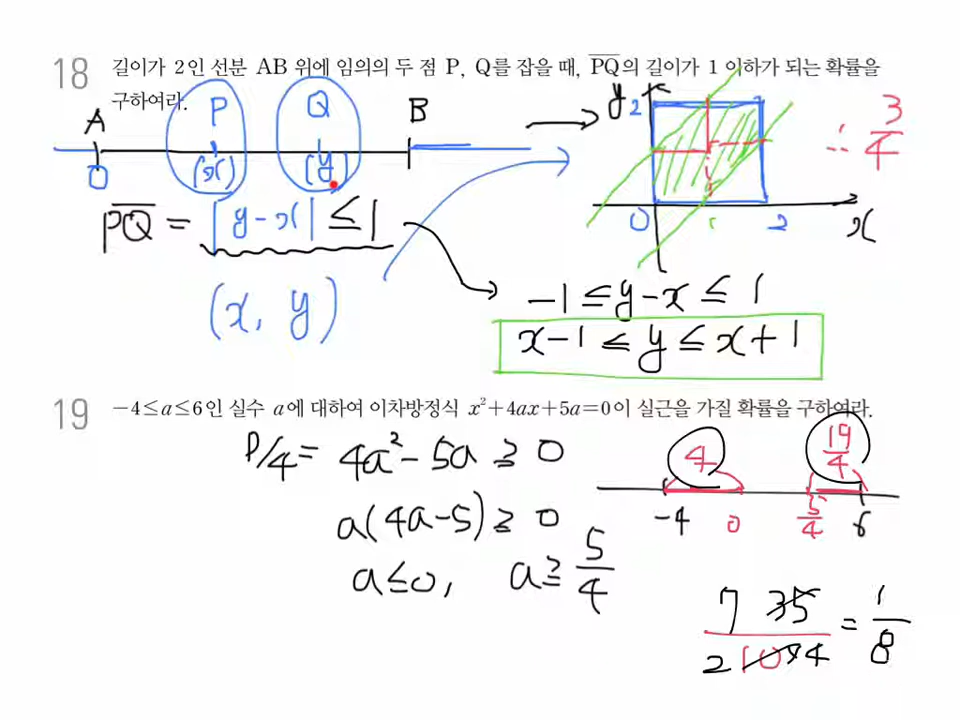 18 길이가 2인 선분 AB 위에 임의의 두 점 P, Q를 잡을 때, \overline{PQ}의 길이가 1 이하가 되는 확률을
구하여라.
A P Q B
0 (x) (y)
\overline{PQ} = |y-x| ≤ 1
(x, y)
y 2
0 1 2 x
∴ 3/4
-1 ≤ y-x ≤ 1
x-1 ≤ y ≤ x+1
19 -4≤a≤6인 실수 a에 대하여 이차방정식 x²+4ax+5a=0이 실근을 가질 확률을 구하여라.
D/4 = 4a²-5a ≥ 0
a(4a-5) ≥ 0
a≤0, a≥ 5/4
4 19/4
-4 0 5/4 6
7 35
2 10 4 = 1/8